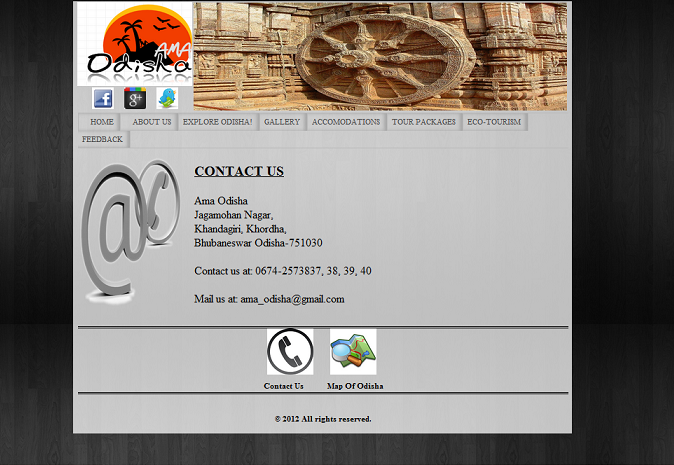 AMA
Odisha
HOME ABOUT US EXPLORE ODISHA! GALLERY ACCOMODATIONS TOUR PACKAGES ECO-TOURISM
FEEDBACK
CONTACT US
Ama Odisha
Jagamohan Nagar,
Khandagiri, Khordha,
Bhubaneswar Odisha-751030
Contact us at: 0674-2573837, 38, 39, 40
Mail us at: ama_odisha@gmail.com
Contact Us Map Of Odisha
© 2012 All rights reserved.